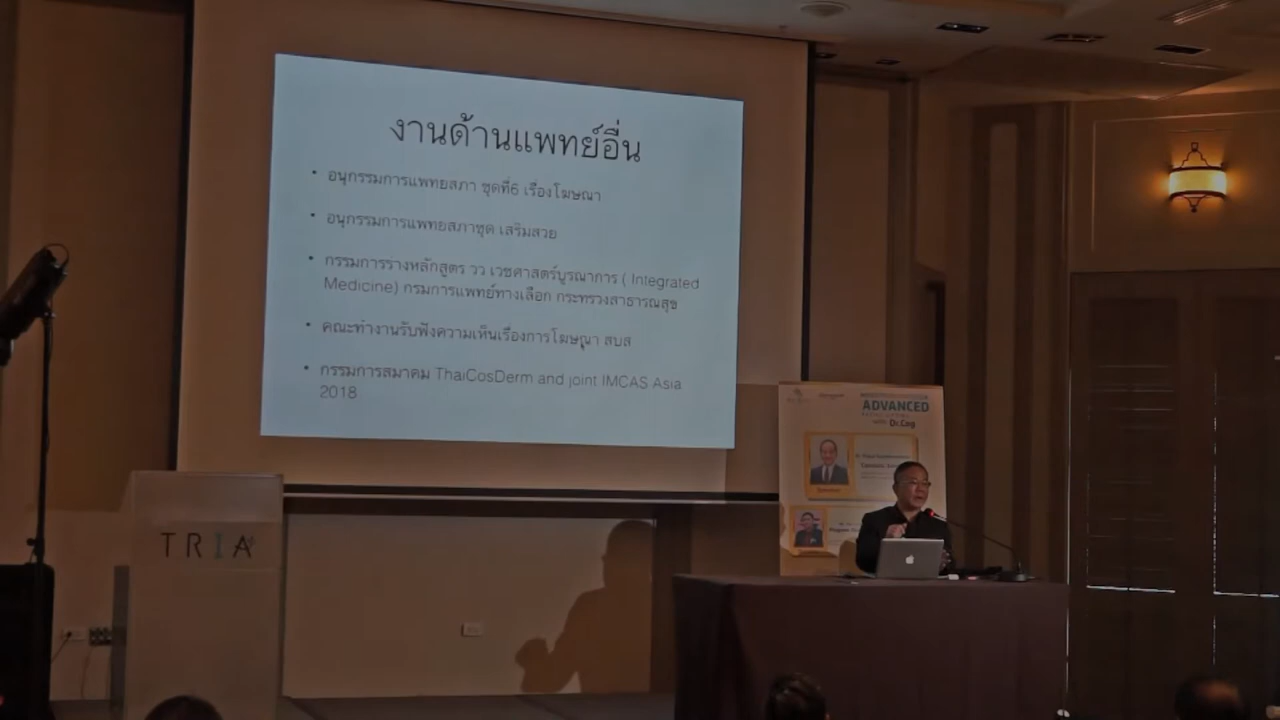 งานด้านแพทย์อื่น
• อนุกรรมการแพทยสภา ชุดที่6 เรื่องโฆษณา
• อนุกรรมการแพทยสภาชุด เสริมสวย
• กรรมการร่างหลักสูตร วว เวชศาสตร์บูรณาการ ( Integrated
Medicine) กรมการแพทย์ทางเลือก กระทรวงสาธารณสุข
• คณะทำงานรับฟังความเห็นเรื่องการโฆษณา สบส
• กรรมการสมาคม ThaiCosDerm and joint IMCAS Asia
2018
ADVANCED
with Dr.Ceg
TRIA